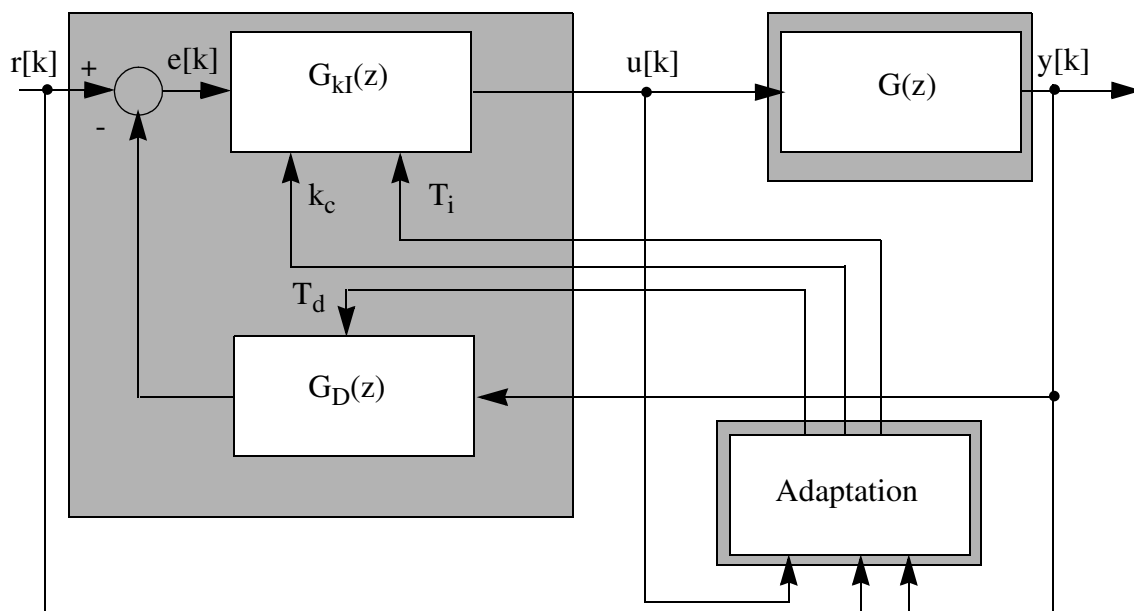 r[k]
+
e[k]
G_kI(z)
u[k]
G(z)
y[k]
-
k_c
T_i
T_d
G_D(z)
Adaptation